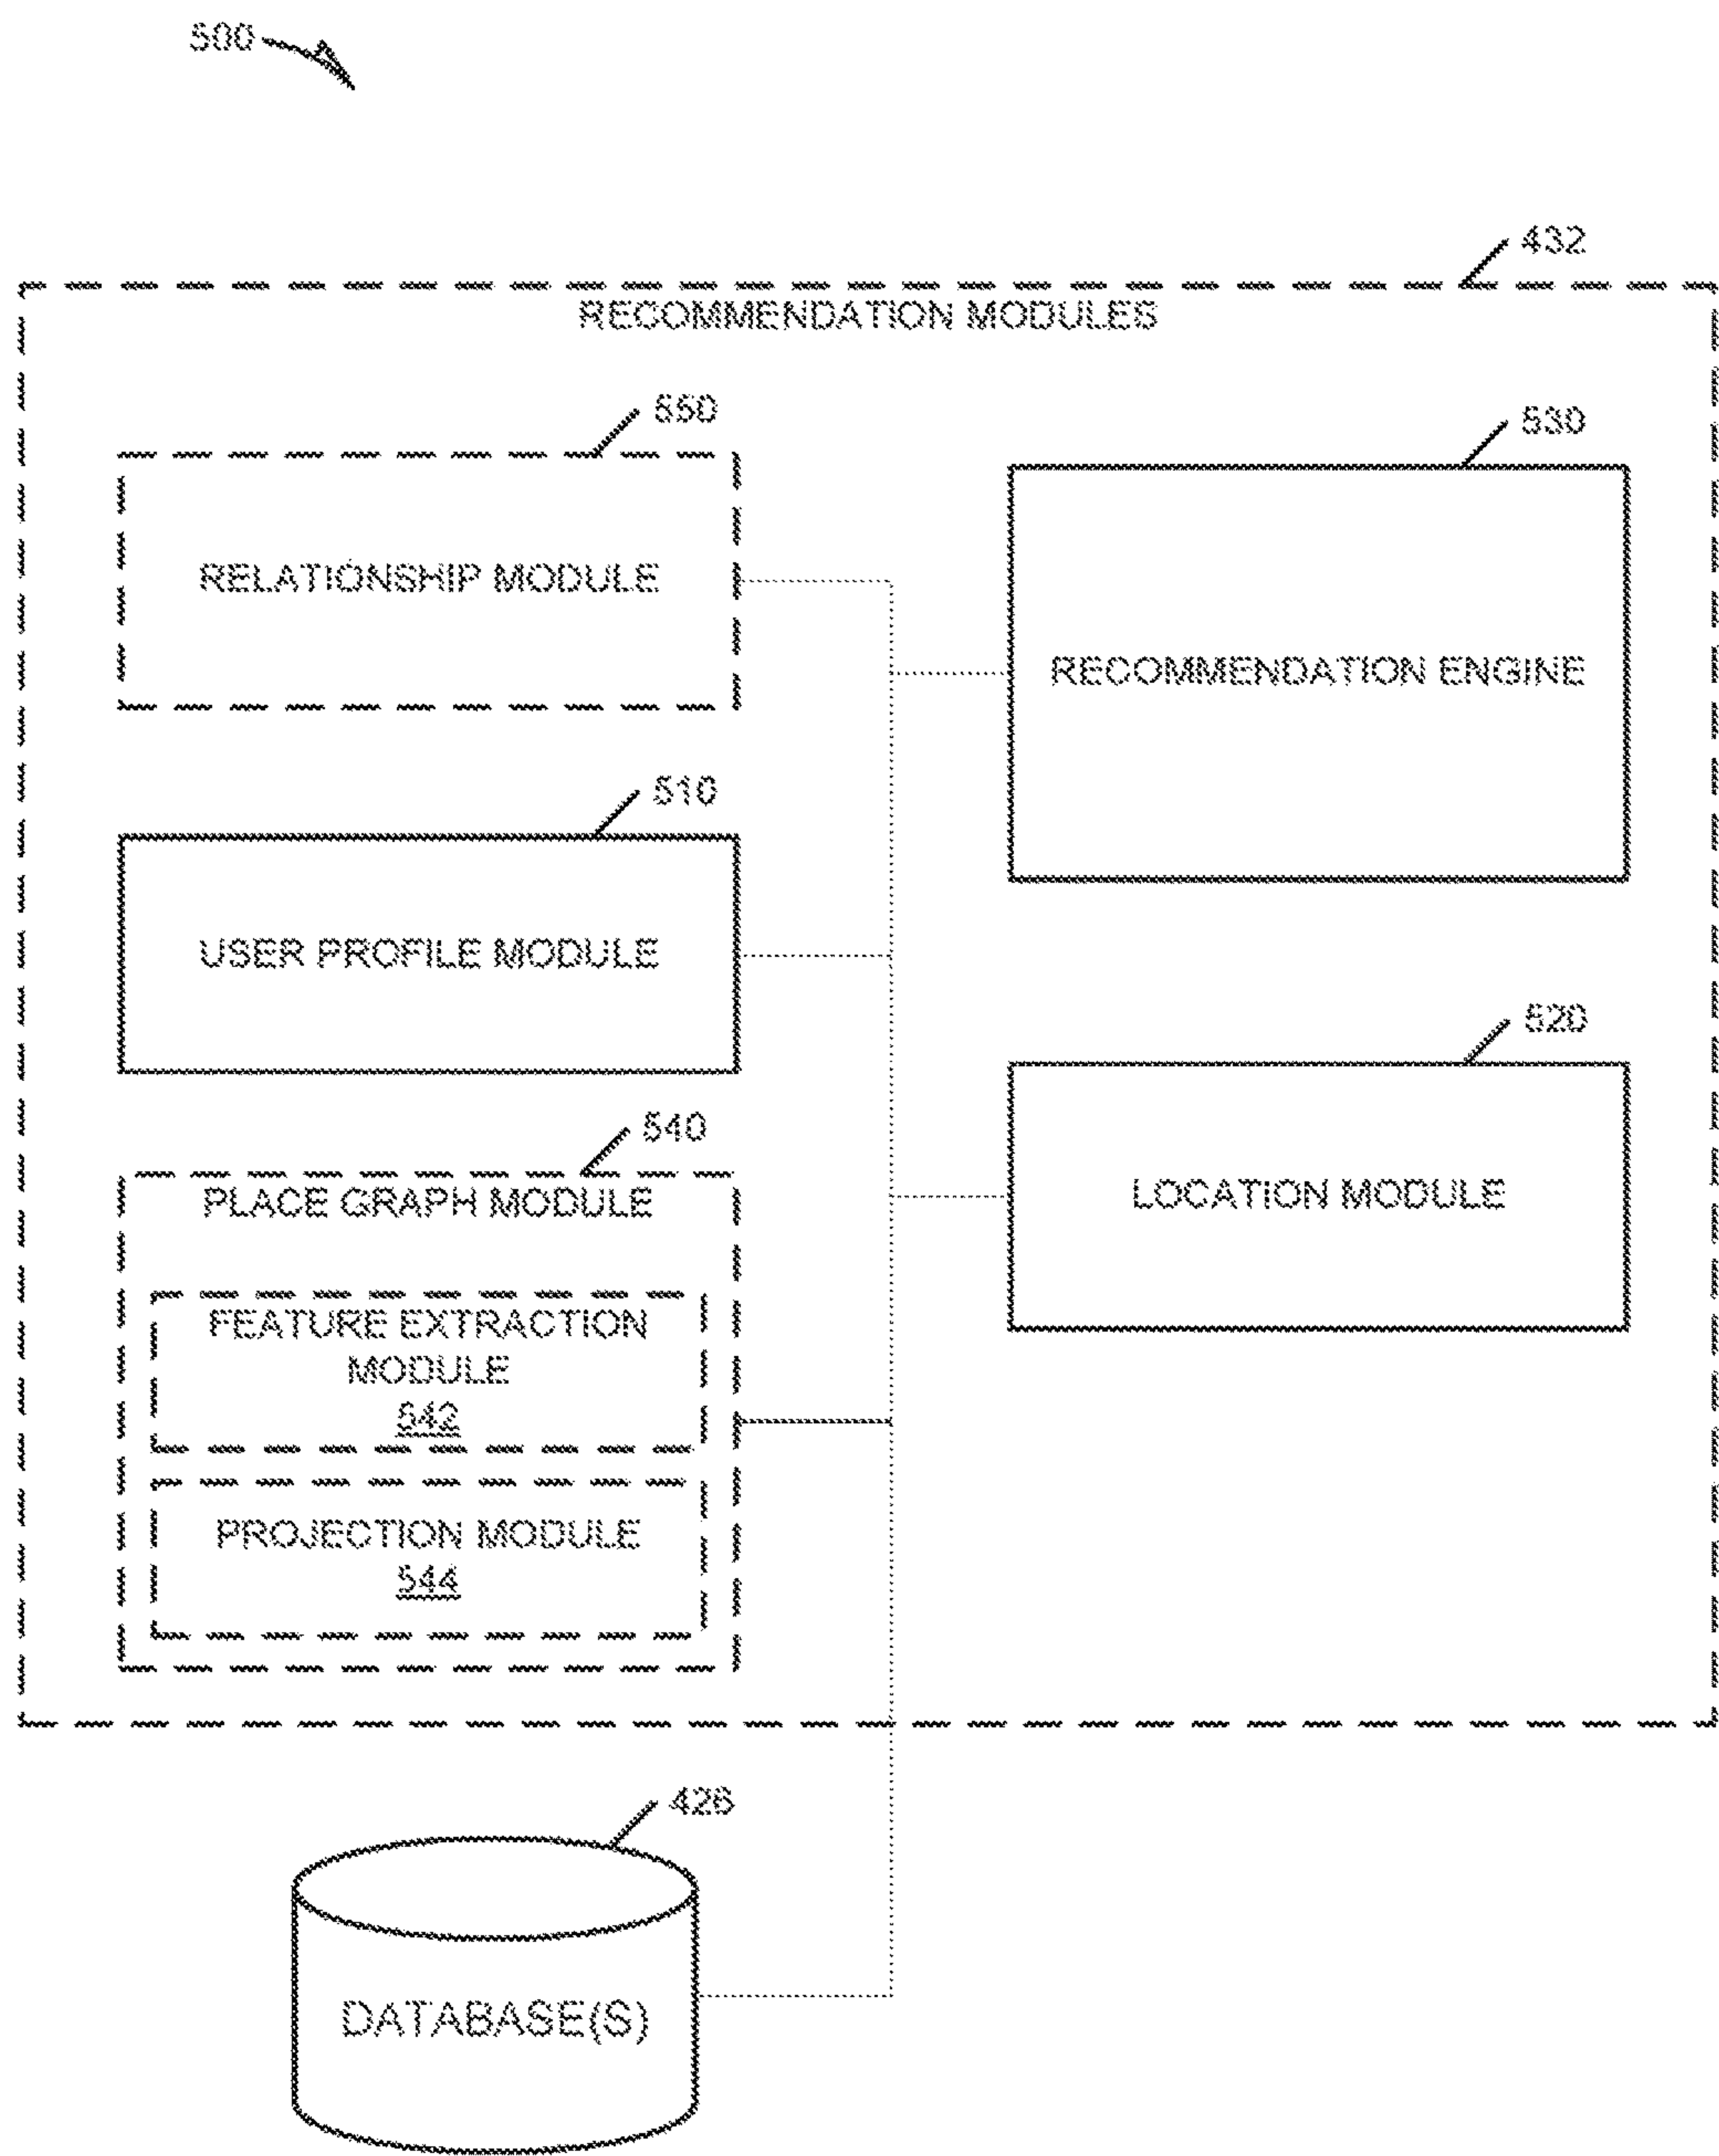 500
432
RECOMMENDATION MODULES
550
RELATIONSHIP MODULE
530
RECOMMENDATION ENGINE
510
USER PROFILE MODULE
520
LOCATION MODULE
540
PLACE GRAPH MODULE
FEATURE EXTRACTION
MODULE
542
PROJECTION MODULE
544
426
DATABASE(S)